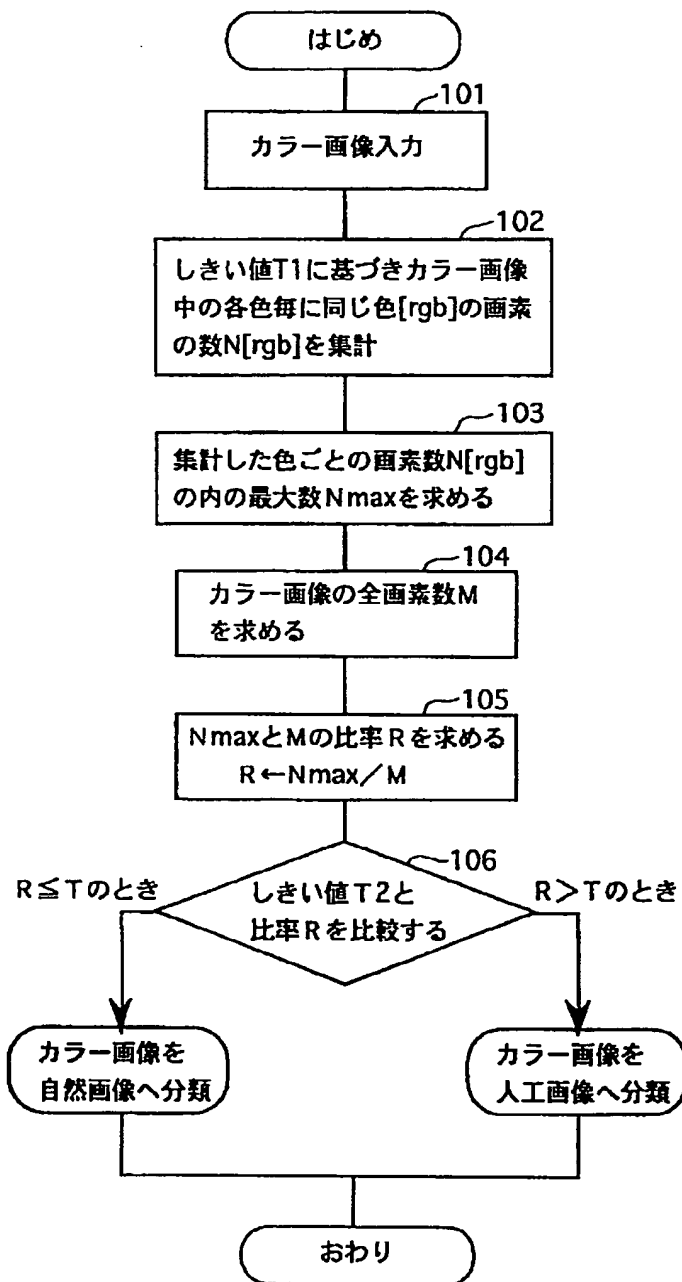 はじめ
101
カラー画像入力
102
しきい値T1に基づきカラー画像
中の各色毎に同じ色[rgb]の画素
の数N[rgb]を集計
103
集計した色ごとの画素数N[rgb]
の内の最大数Nmaxを求める
104
カラー画像の全画素数M
を求める
105
NmaxとMの比率Rを求める
R←Nmax／M
106
R≦Tのとき
しきい値T2と
比率Rを比較する
R＞Tのとき
カラー画像を
自然画像へ分類
カラー画像を
人工画像へ分類
おわり